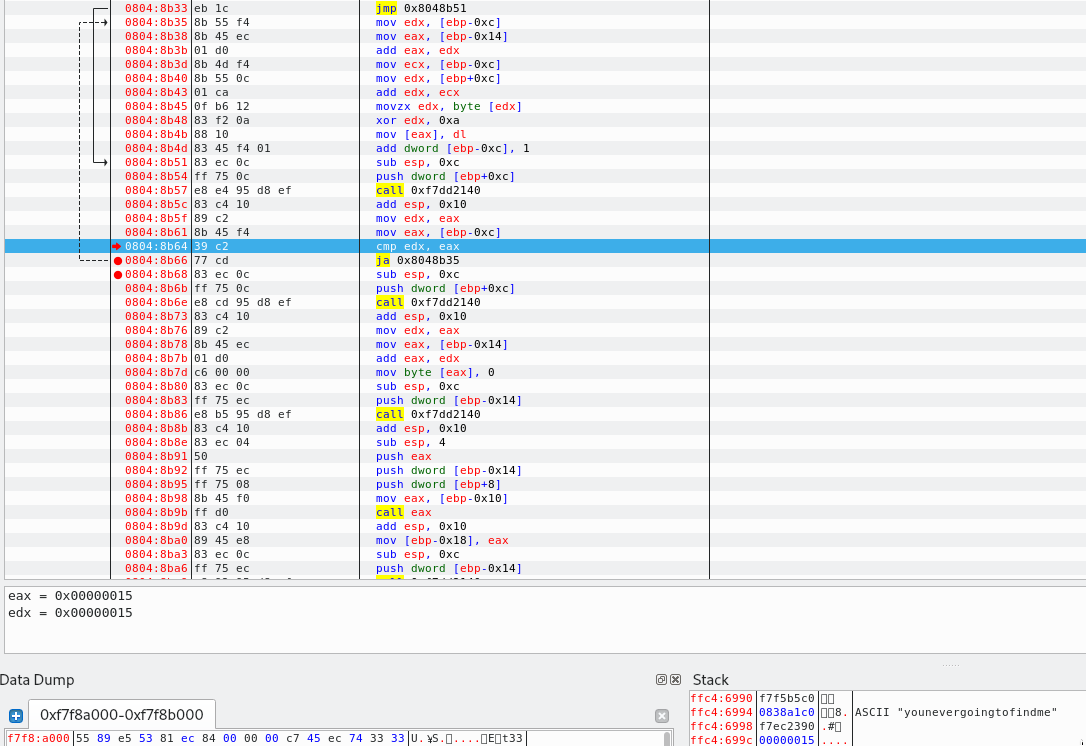 0804:8b33 eb 1c jmp 0x8048b51
0804:8b35 8b 55 f4 mov edx, [ebp-0xc]
0804:8b38 8b 45 ec mov eax, [ebp-0x14]
0804:8b3b 01 d0 add eax, edx
0804:8b3d 8b 4d f4 mov ecx, [ebp-0xc]
0804:8b40 8b 55 0c mov edx, [ebp+0xc]
0804:8b43 01 ca add edx, ecx
0804:8b45 0f b6 12 movzx edx, byte [edx]
0804:8b48 83 f2 0a xor edx, 0xa
0804:8b4b 88 10 mov [eax], dl
0804:8b4d 83 45 f4 01 add dword [ebp-0xc], 1
0804:8b51 83 ec 0c sub esp, 0xc
0804:8b54 ff 75 0c push dword [ebp+0xc]
0804:8b57 e8 e4 95 d8 ef call 0xf7dd2140
0804:8b5c 83 c4 10 add esp, 0x10
0804:8b5f 89 c2 mov edx, eax
0804:8b61 8b 45 f4 mov eax, [ebp-0xc]
0804:8b64 39 c2 cmp edx, eax
0804:8b66 77 cd ja 0x8048b35
0804:8b68 83 ec 0c sub esp, 0xc
0804:8b6b ff 75 0c push dword [ebp+0xc]
0804:8b6e e8 cd 95 d8 ef call 0xf7dd2140
0804:8b73 83 c4 10 add esp, 0x10
0804:8b76 89 c2 mov edx, eax
0804:8b78 8b 45 ec mov eax, [ebp-0x14]
0804:8b7b 01 d0 add eax, edx
0804:8b7d c6 00 00 mov byte [eax], 0
0804:8b80 83 ec 0c sub esp, 0xc
0804:8b83 ff 75 ec push dword [ebp-0x14]
0804:8b86 e8 b5 95 d8 ef call 0xf7dd2140
0804:8b8b 83 c4 10 add esp, 0x10
0804:8b8e 83 ec 04 sub esp, 4
0804:8b91 50 push eax
0804:8b92 ff 75 ec push dword [ebp-0x14]
0804:8b95 ff 75 08 push dword [ebp+8]
0804:8b98 8b 45 f0 mov eax, [ebp-0x10]
0804:8b9b ff d0 call eax
0804:8b9d 83 c4 10 add esp, 0x10
0804:8ba0 89 45 e8 mov [ebp-0x18], eax
0804:8ba3 83 ec 0c sub esp, 0xc
0804:8ba6 ff 75 ec push dword [ebp-0x14]
eax = 0x00000015
edx = 0x00000015
Data Dump
0xf7f8a000-0xf7f8b000
f7f8:a000 55 89 e5 53 81 ec 84 00 00 00 c7 45 ec 74 33 33 U.¥S.....E.t33
Stack
ffc4:6990 f7f5b5c0
ffc4:6994 0838a1c0 8. ASCII "younevergoingtofindme"
ffc4:6998 f7ec2390 .#
ffc4:699c 00000015 ....